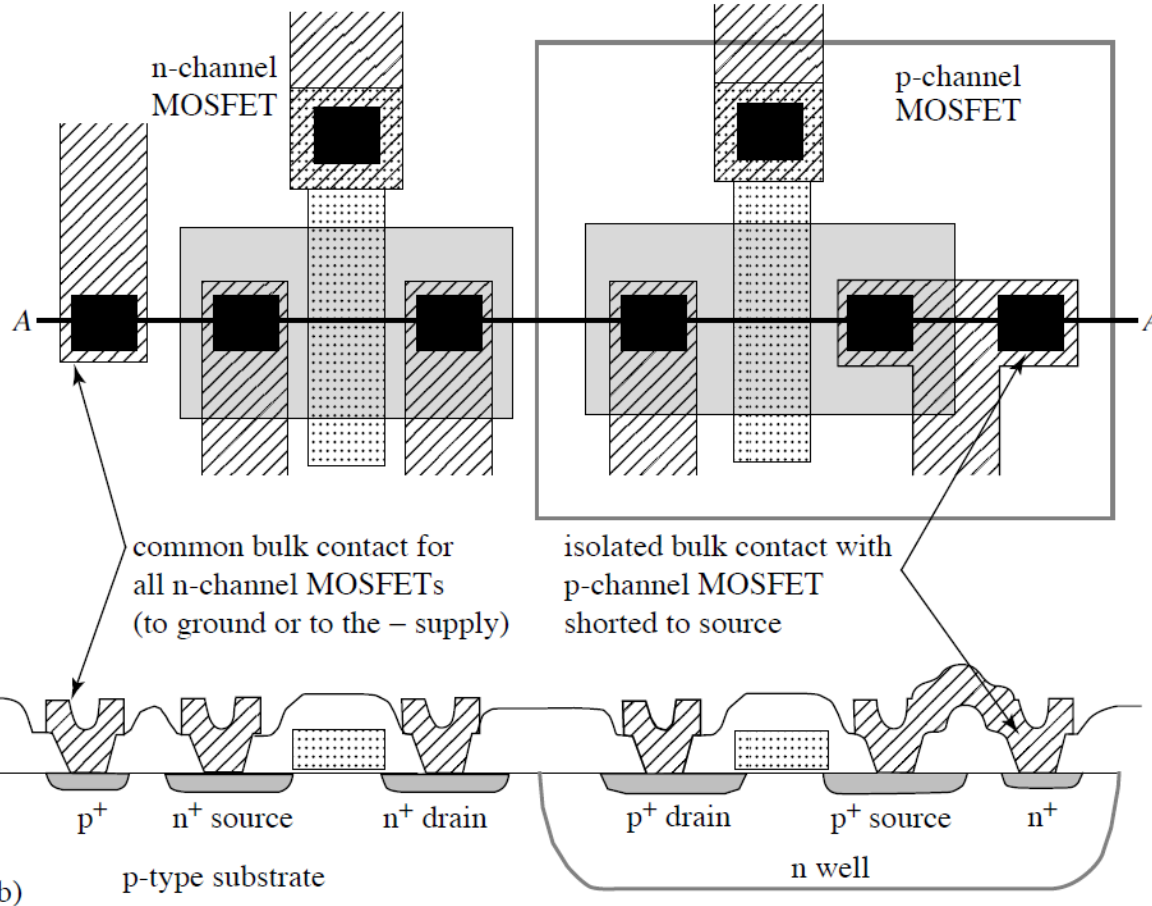 n-channel
MOSFET
p-channel
MOSFET
A
A
common bulk contact for
all n-channel MOSFETs
(to ground or to the – supply)
isolated bulk contact with
p-channel MOSFET
shorted to source
p+
n+ source
n+ drain
p+ drain
p+ source
n+
n well
b)
p-type substrate